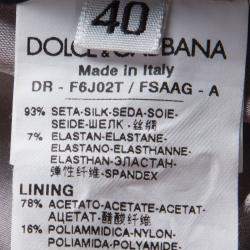 40
DOLCE & GABBANA
Made in Italy
DR - F6J02T / FSAAG - A
93% SETA-SILK-SEDA-SOIE-
SEIDE-ШЕЛК-丝绸
7% ELASTAN-ELASTANE-
ELASTANO-ELASTHANNE-
ELASTHAN-ЭЛАСТАН-
弹性纤维-SPANDEX
LINING
78% ACETATO-ACETATE-ACETAT-
АЦЕТАТ-醋酸纤维
16% POLIAMMIDICA-NYLON-
POLIAMIDA-POLYAMIDE-